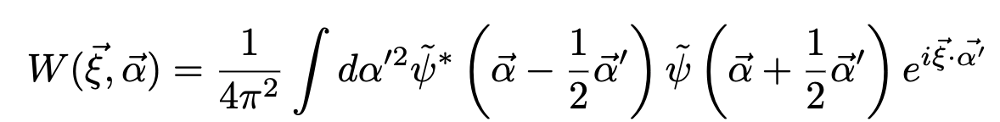 W(\vec{\xi}, \vec{\alpha}) = \frac{1}{4\pi^2} \int d\alpha'^2 \tilde{\psi}^* \left( \vec{\alpha} - \frac{1}{2} \vec{\alpha}' \right) \tilde{\psi} \left( \vec{\alpha} + \frac{1}{2} \vec{\alpha}' \right) e^{i\vec{\xi} \cdot \vec{\alpha'}}